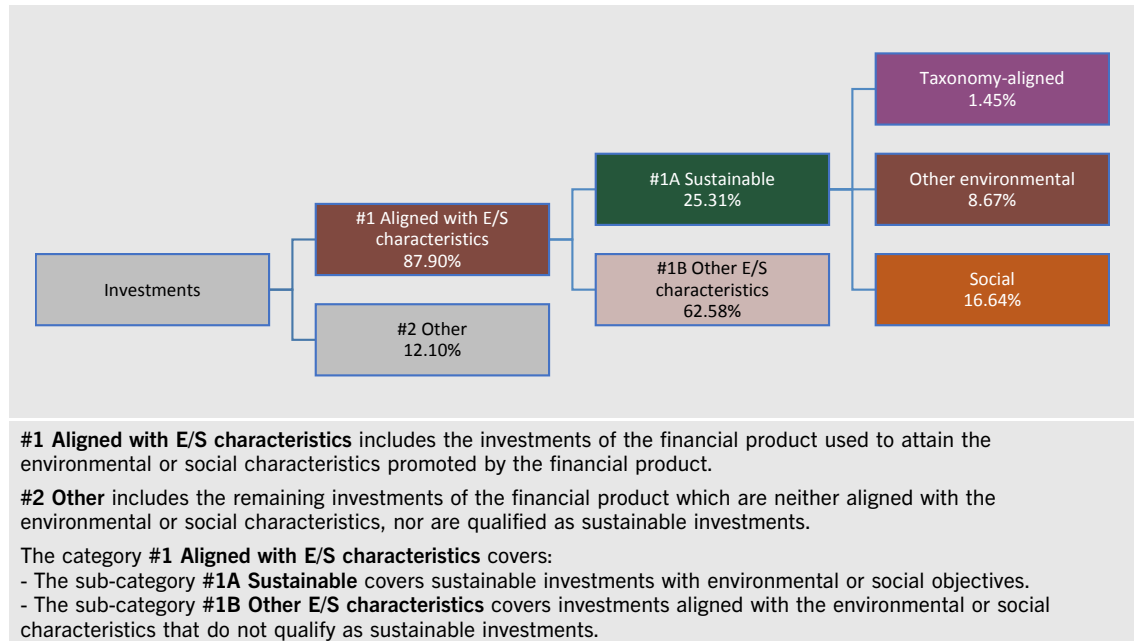 Investments
#1 Aligned with E/S
characteristics
87.90%
#2 Other
12.10%
#1A Sustainable
25.31%
#1B Other E/S
characteristics
62.58%
Taxonomy-aligned
1.45%
Other environmental
8.67%
Social
16.64%
#1 Aligned with E/S characteristics includes the investments of the financial product used to attain the
environmental or social characteristics promoted by the financial product.
#2 Other includes the remaining investments of the financial product which are neither aligned with the
environmental or social characteristics, nor are qualified as sustainable investments.
The category #1 Aligned with E/S characteristics covers:
- The sub-category #1A Sustainable covers sustainable investments with environmental or social objectives.
- The sub-category #1B Other E/S characteristics covers investments aligned with the environmental or social
characteristics that do not qualify as sustainable investments.